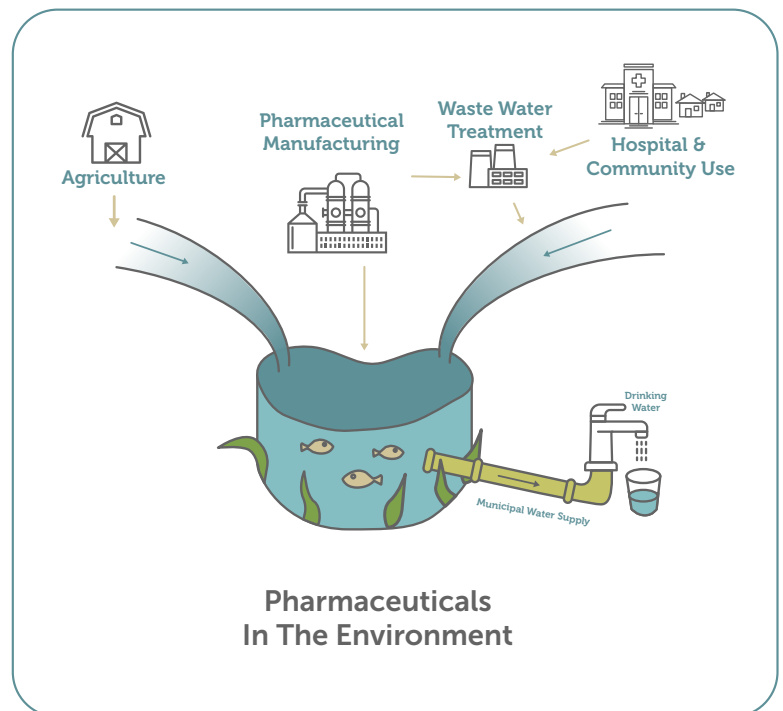 Agriculture
Pharmaceutical
Manufacturing
Waste Water
Treatment
Hospital &
Community Use
Drinking
Water
Municipal Water Supply
Pharmaceuticals
In The Environment